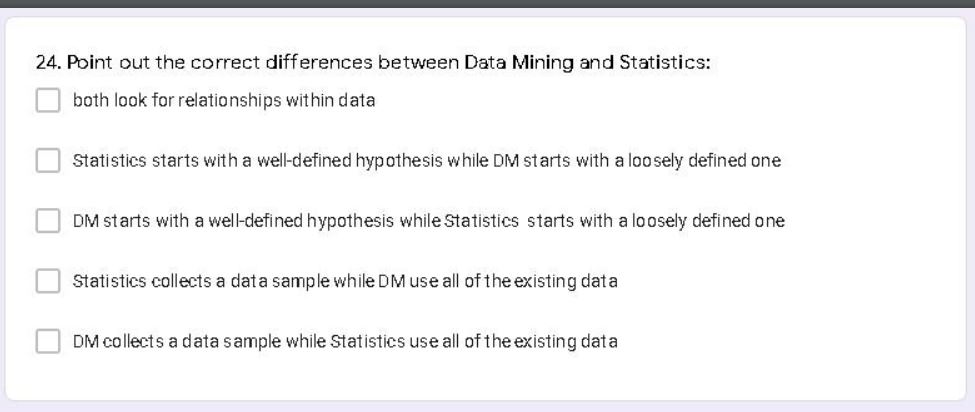 24. Point out the correct differences between Data Mining and Statistics:
both look for relationships within data
Statistics starts with a well-defined hypothesis while DM starts with a loosely defined one
DM starts with a well-defined hypothesis while Statistics starts with a loosely defined one
Statistics collects a data sample while DM use all of the existing data
DM collects a data sample while Statistics use all of the existing data